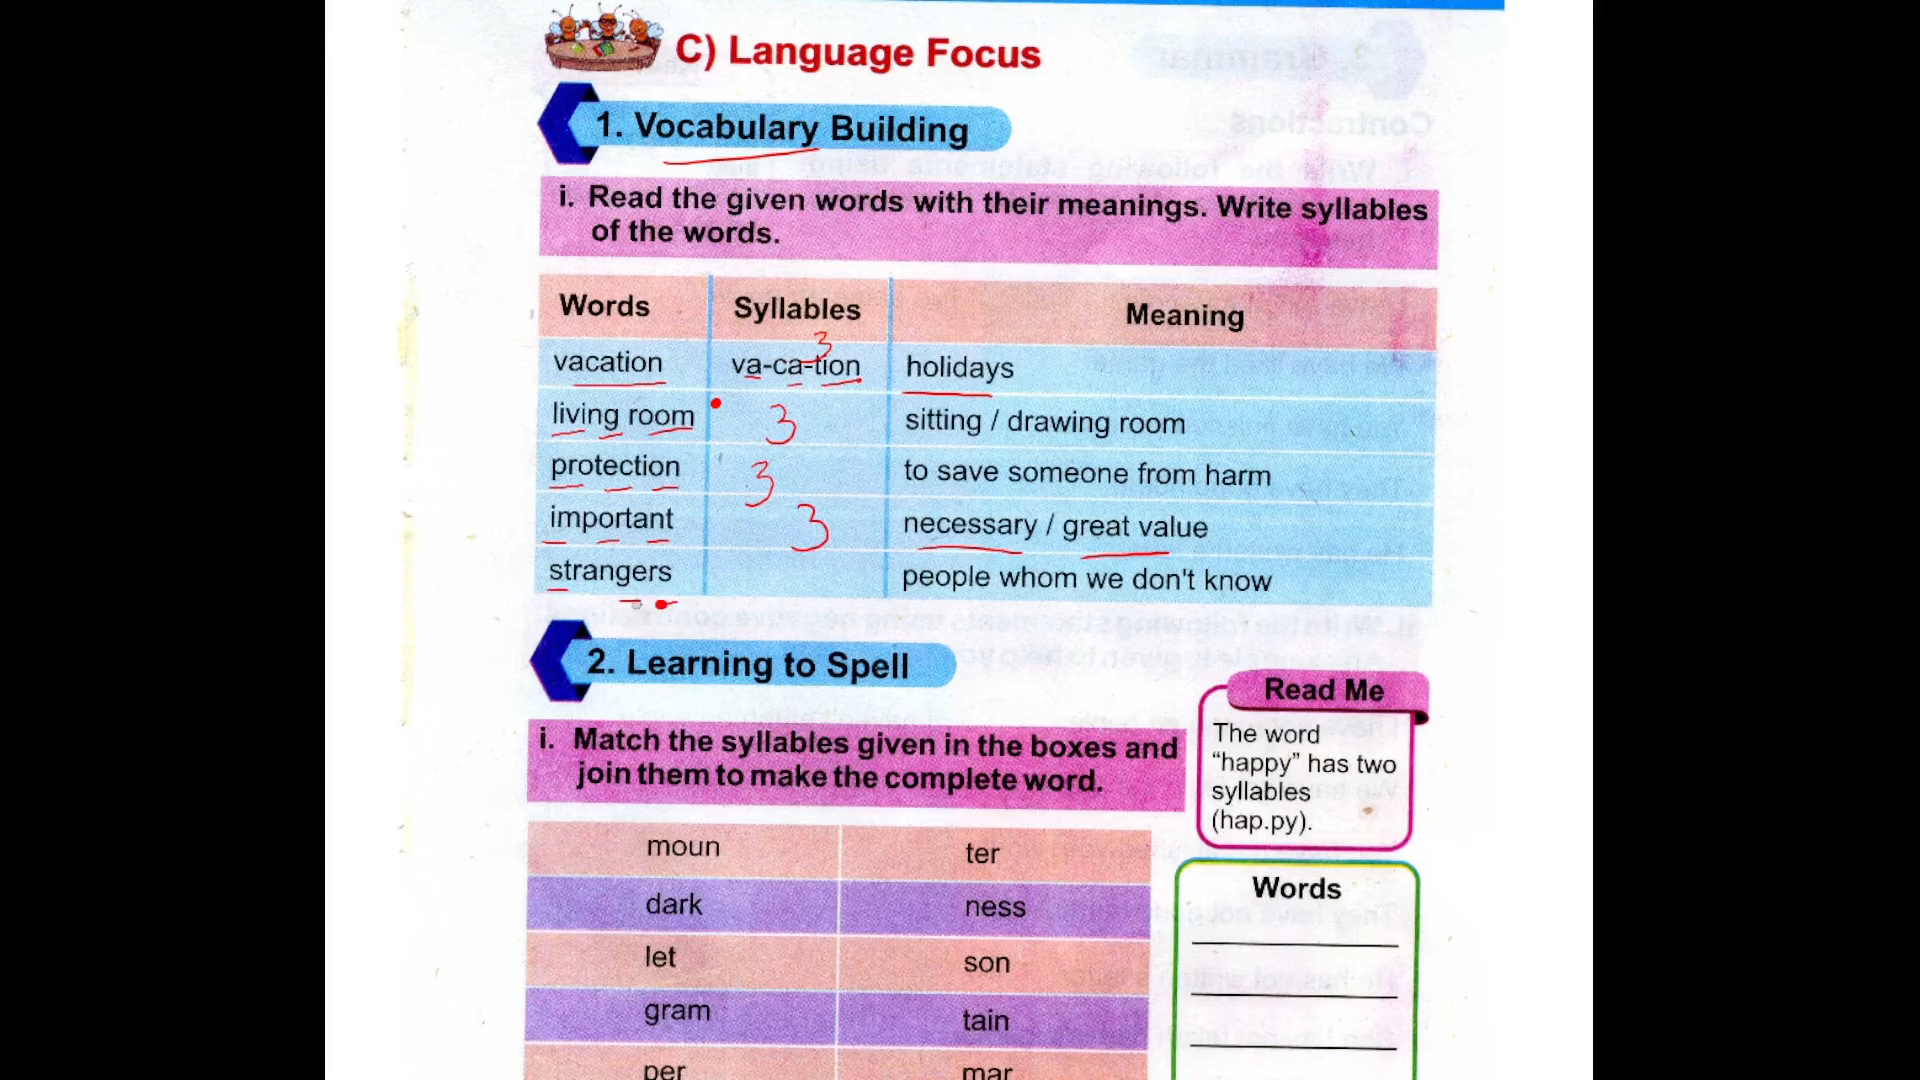 C) Language Focus
1. Vocabulary Building
i. Read the given words with their meanings. Write syllables
of the words.
Words Syllables Meaning
3
vacation va-ca-tion holidays
living room 3 sitting / drawing room
protection 3 to save someone from harm
important 3 necessary / great value
strangers people whom we don't know
2. Learning to Spell
Read Me
The word
“happy” has two
syllables
(hap.py).
i. Match the syllables given in the boxes and
join them to make the complete word.
moun ter
dark ness
let son
gram tain
per mar
Words